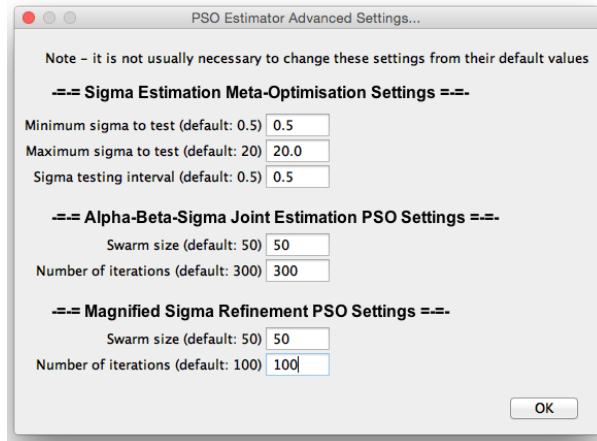 PSO Estimator Advanced Settings...
Note - it is not usually necessary to change these settings from their default values
-=-= Sigma Estimation Meta-Optimisation Settings =-=-
Minimum sigma to test (default: 0.5) 0.5
Maximum sigma to test (default: 20) 20.0
Sigma testing interval (default: 0.5) 0.5
-=-= Alpha-Beta-Sigma Joint Estimation PSO Settings =-=-
Swarm size (default: 50) 50
Number of iterations (default: 300) 300
-=-= Magnified Sigma Refinement PSO Settings =-=-
Swarm size (default: 50) 50
Number of iterations (default: 100) 100
OK